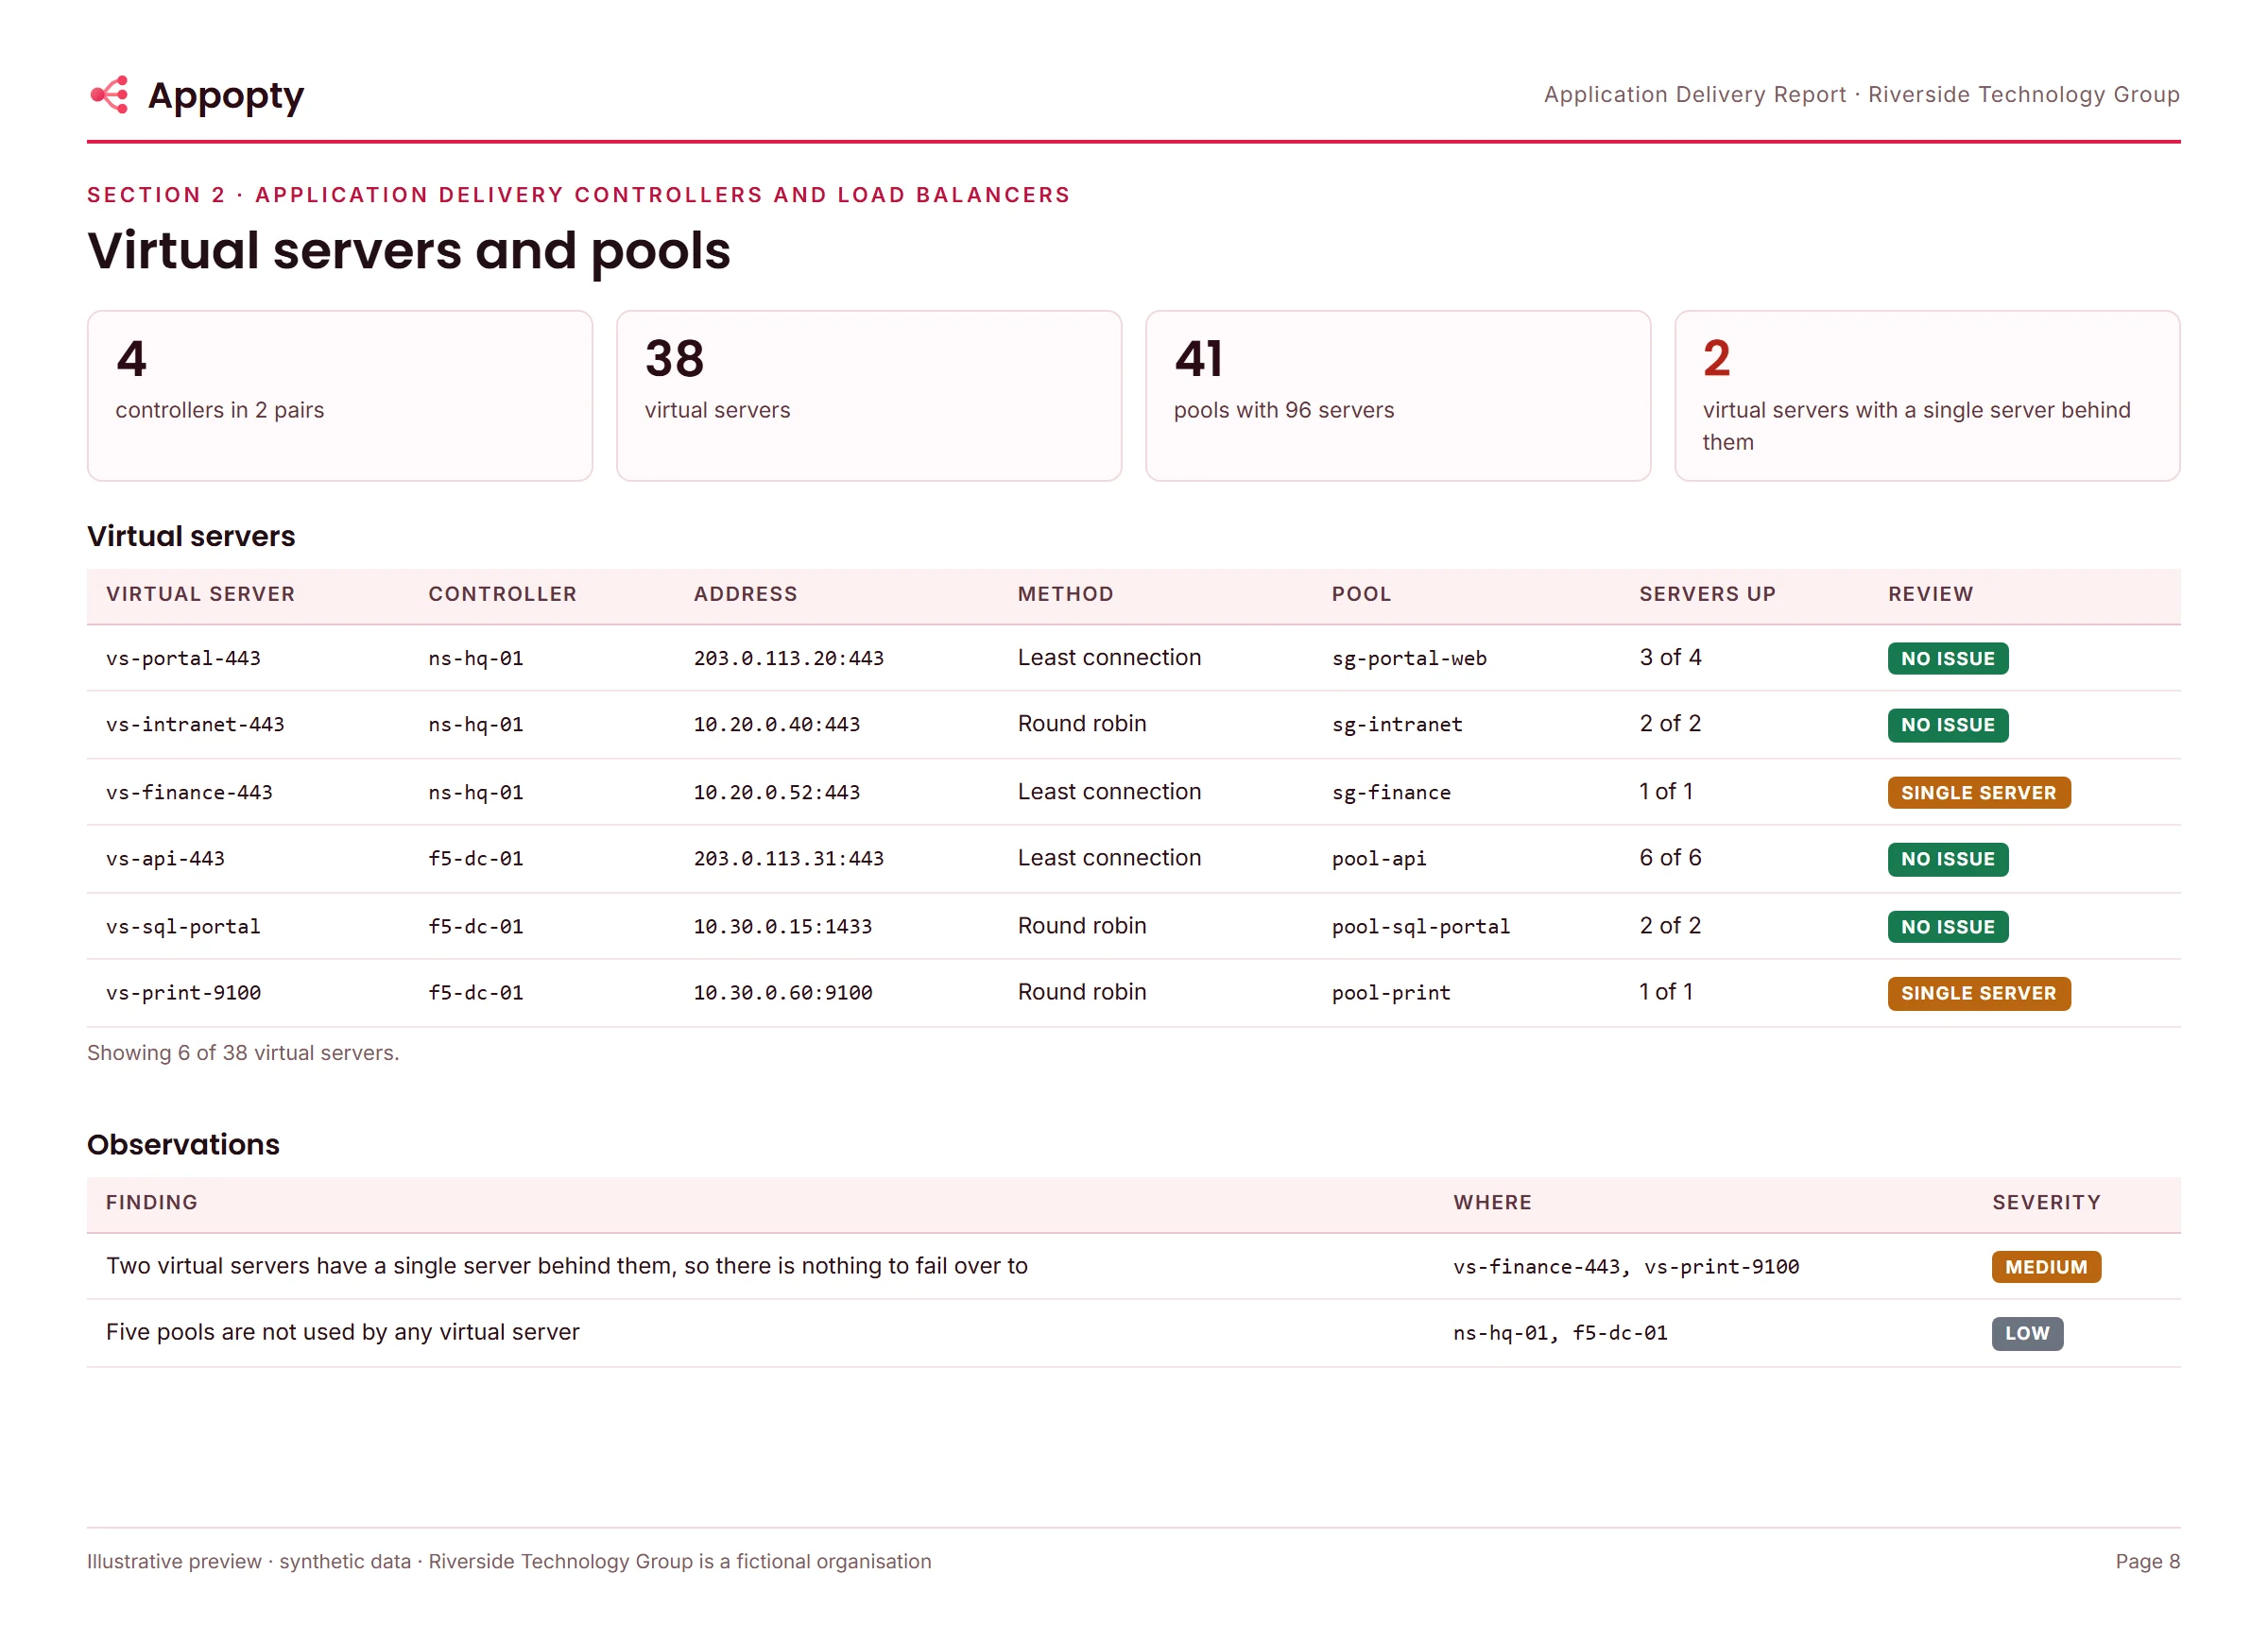 Appopty
Application Delivery Report · Riverside Technology Group
SECTION 2 · APPLICATION DELIVERY CONTROLLERS AND LOAD BALANCERS
Virtual servers and pools
4
controllers in 2 pairs
38
virtual servers
41
pools with 96 servers
2
virtual servers with a single server behind
them
Virtual servers
VIRTUAL SERVER CONTROLLER ADDRESS METHOD POOL SERVERS UP REVIEW
vs-portal-443 ns-hq-01 203.0.113.20:443 Least connection sg-portal-web 3 of 4 NO ISSUE
vs-intranet-443 ns-hq-01 10.20.0.40:443 Round robin sg-intranet 2 of 2 NO ISSUE
vs-finance-443 ns-hq-01 10.20.0.52:443 Least connection sg-finance 1 of 1 SINGLE SERVER
vs-api-443 f5-dc-01 203.0.113.31:443 Least connection pool-api 6 of 6 NO ISSUE
vs-sql-portal f5-dc-01 10.30.0.15:1433 Round robin pool-sql-portal 2 of 2 NO ISSUE
vs-print-9100 f5-dc-01 10.30.0.60:9100 Round robin pool-print 1 of 1 SINGLE SERVER
Showing 6 of 38 virtual servers.
Observations
FINDING WHERE SEVERITY
Two virtual servers have a single server behind them, so there is nothing to fail over to vs-finance-443, vs-print-9100 MEDIUM
Five pools are not used by any virtual server ns-hq-01, f5-dc-01 LOW
Illustrative preview · synthetic data · Riverside Technology Group is a fictional organisation
Page 8